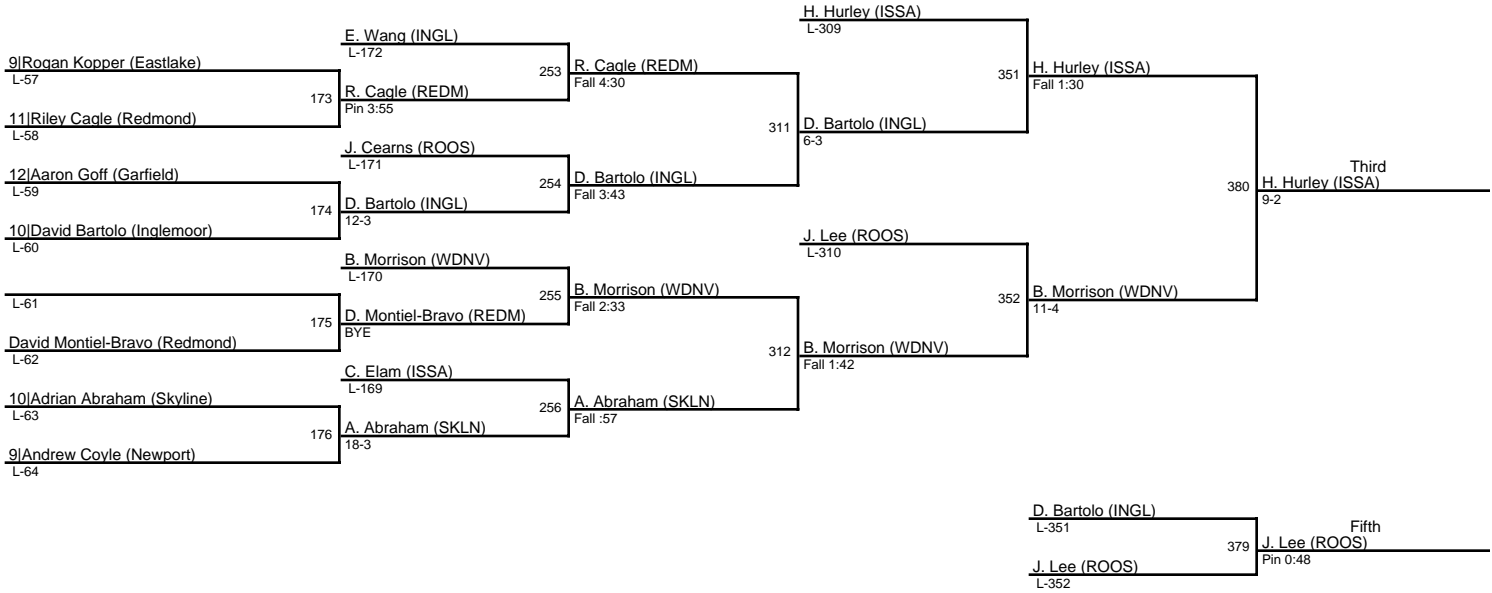 H. Hurley (ISSA)
L-309
E. Wang (INGL)
L-172
9|Rogan Kopper (Eastlake)
L-57
253
R. Cagle (REDM)
Fall 4:30
351
H. Hurley (ISSA)
Fall 1:30
173
R. Cagle (REDM)
Pin 3:55
11|Riley Cagle (Redmond)
L-58
311
D. Bartolo (INGL)
6-3
J. Cearns (ROOS)
L-171
12|Aaron Goff (Garfield)
L-59
254
D. Bartolo (INGL)
Fall 3:43
380
Third
H. Hurley (ISSA)
9-2
174
D. Bartolo (INGL)
12-3
10|David Bartolo (Inglemoor)
L-60
J. Lee (ROOS)
L-310
B. Morrison (WDNV)
L-170
L-61
255
B. Morrison (WDNV)
Fall 2:33
352
B. Morrison (WDNV)
11-4
175
D. Montiel-Bravo (REDM)
BYE
David Montiel-Bravo (Redmond)
L-62
312
B. Morrison (WDNV)
Fall 1:42
C. Elam (ISSA)
L-169
10|Adrian Abraham (Skyline)
L-63
256
A. Abraham (SKLN)
Fall :57
176
A. Abraham (SKLN)
18-3
9|Andrew Coyle (Newport)
L-64
D. Bartolo (INGL)
L-351
379
Fifth
J. Lee (ROOS)
Pin 0:48
J. Lee (ROOS)
L-352